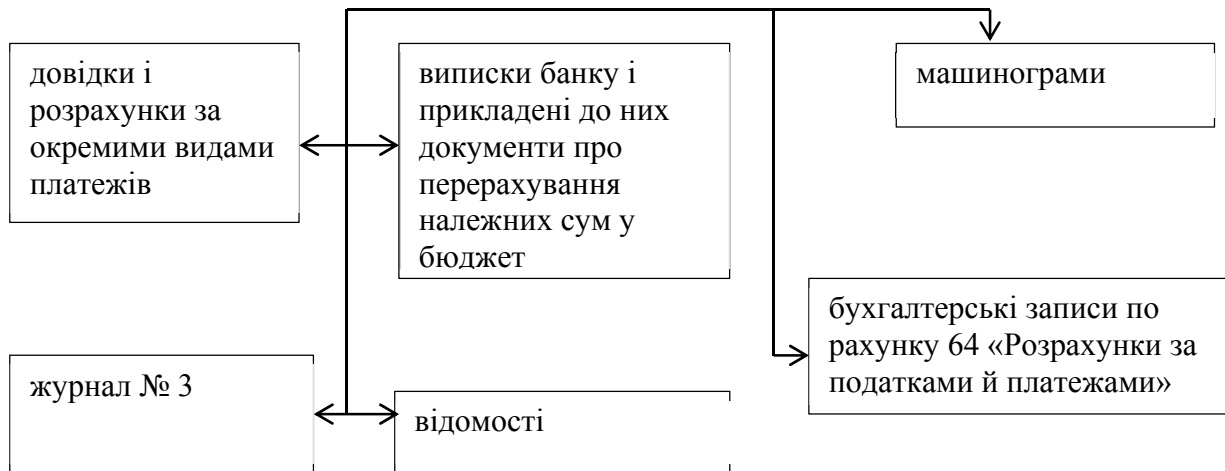 довідки і
розрахунки за
окремими видами
платежів
виписки банку і
прикладені до них
документи про
перерахування
належних сум у
бюджет
машинограми
бухгалтерські записи по
рахунку 64 «Розрахунки за
податками й платежами»
журнал № 3
відомості